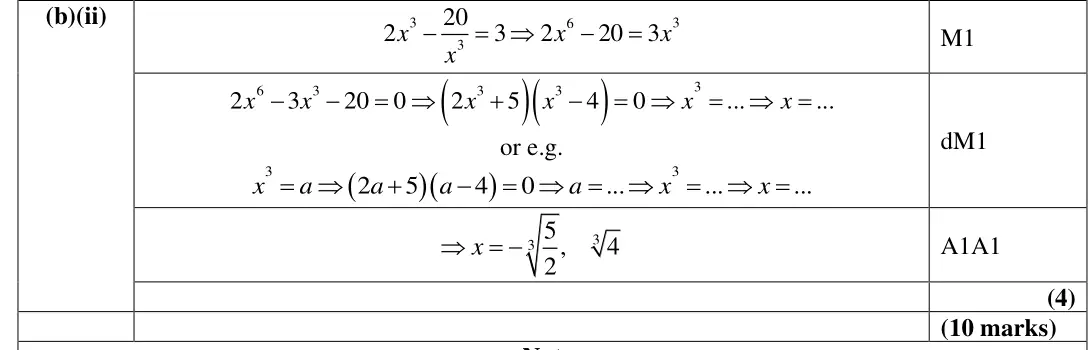 (b)(ii)
2x³ − 20/x³ = 3 ⇒ 2x⁶ − 20 = 3x³
M1
2x⁶ − 3x³ − 20 = 0 ⇒ (2x³ + 5)(x³ − 4) = 0 ⇒ x³ = ... ⇒ x = ...
or e.g.
x³ = a ⇒ (2a + 5)(a − 4) = 0 ⇒ a = ... ⇒ x³ = ... ⇒ x = ...
dM1
⇒ x = −∛(5/2), ∛4
A1A1
(4)
(10 marks)